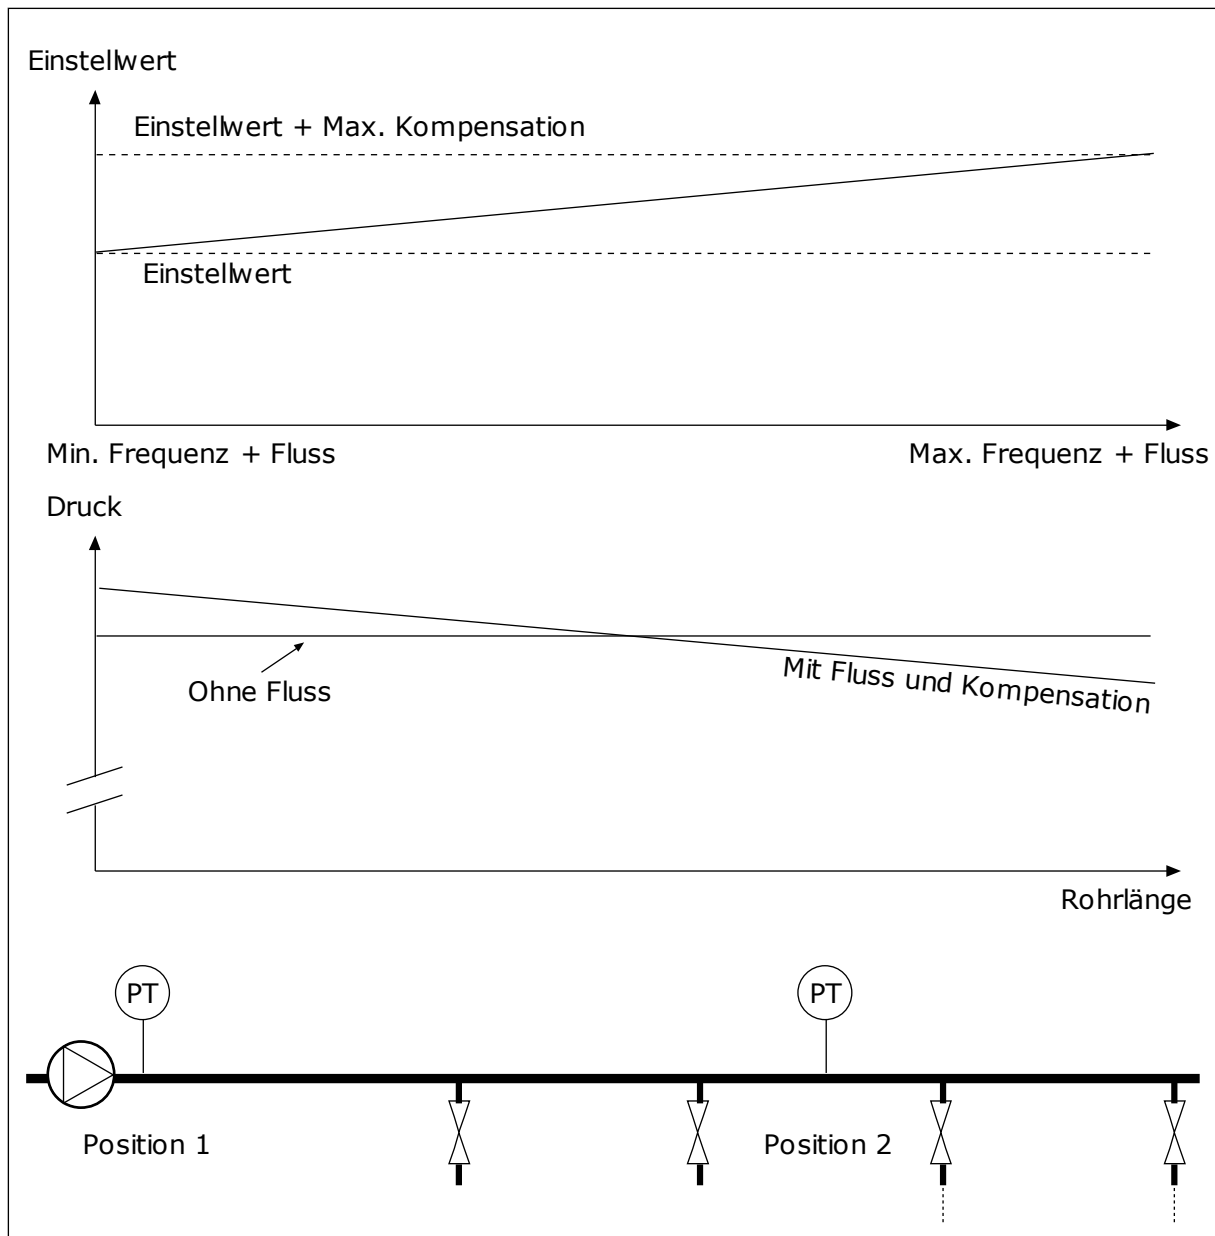 Einstellwert
Einstellwert + Max. Kompensation
Einstellwert
Min. Frequenz + Fluss
Max. Frequenz + Fluss
Druck
Ohne Fluss
Mit Fluss und Kompensation
Rohrlänge
PT
PT
Position 1
Position 2